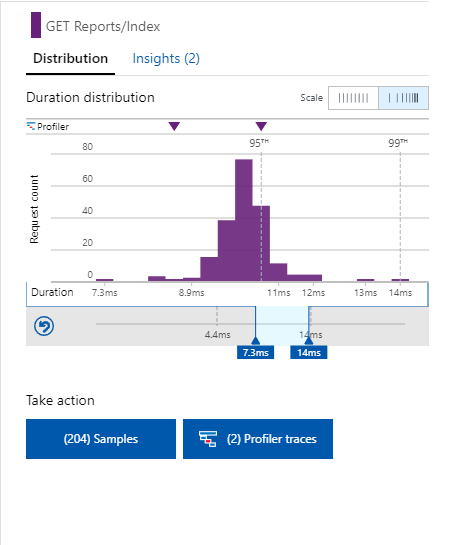 GET Reports/Index
Distribution Insights (2)
Duration distribution Scale
Profiler
95TH 99TH
80
60
40
20
0
Request count
Duration 7.3ms 8.9ms 11ms 12ms 13ms 14ms
4.4ms 14ms
7.3ms 14ms
Take action
(204) Samples (2) Profiler traces